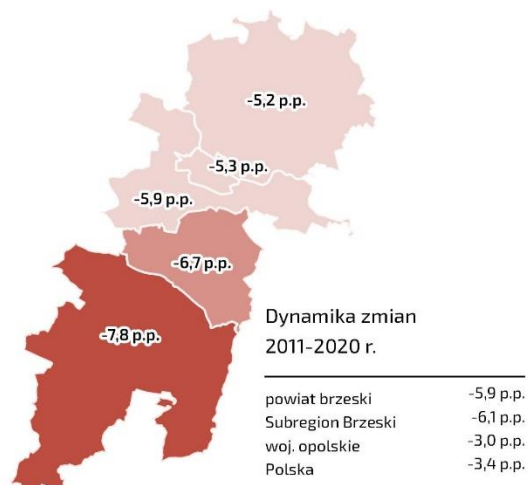 -5,2 p.p.
-5,3 p.p.
-5,9 p.p.
-6,7 p.p.
-7,8 p.p.
Dynamika zmian
2011-2020 r.
powiat brzeski -5,9 p.p.
Subregion Brzeski -6,1 p.p.
woj. opolskie -3,0 p.p.
Polska -3,4 p.p.